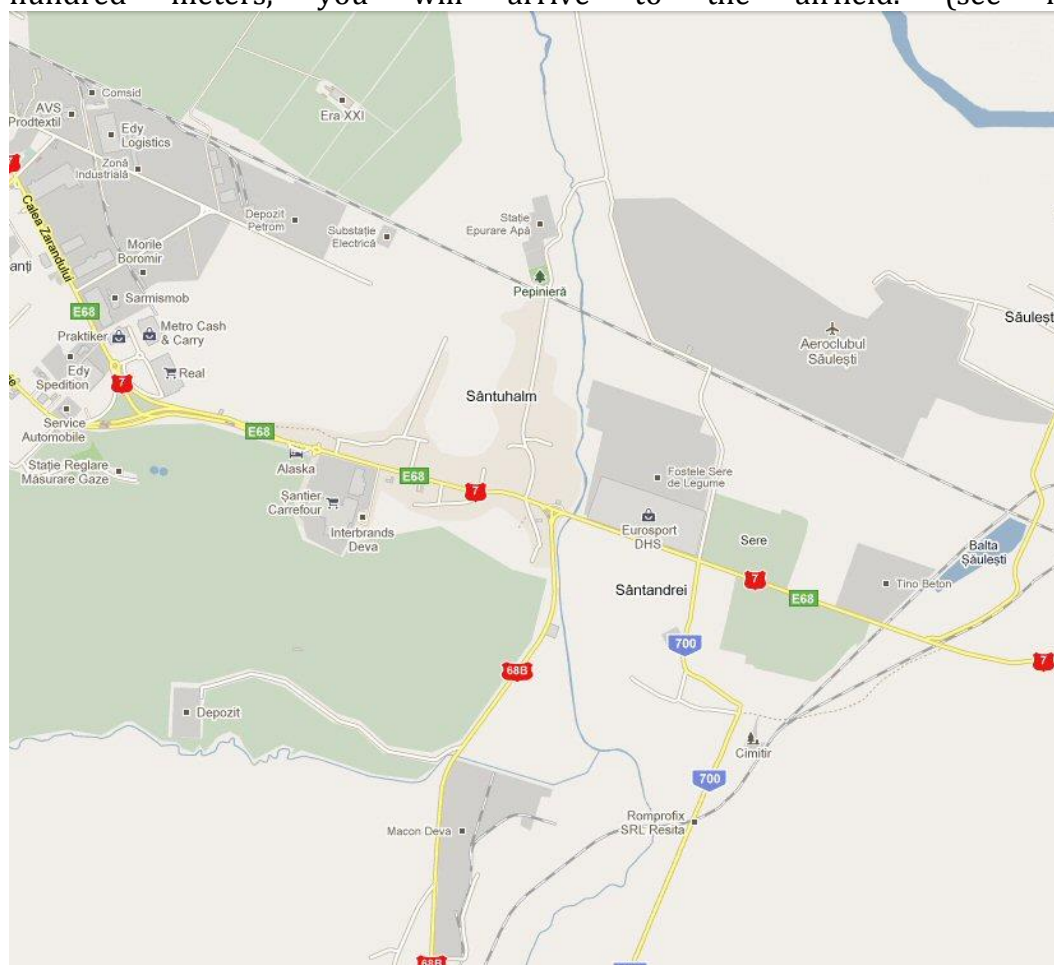 hundred meters, you will arrive to the airfield. (see
Comsid
AVS
Prodtextil
Edy
Logistics
Era XXI
Zonă
Industrială
7
Calea Zarandului
Depozit
Petrom
Substație
Electrică
Stație
Epurare Apă
Morile
Boromir
Pepinieră
Sarmismob
E68
Praktiker
Metro Cash
& Carry
Săuleșt
Aeroclubul
Săulești
Edy
Spedition
Real
7
Sântuhalm
Service
Automobile
E68
Alaska
Stație Reglare
Măsurare Gaze
E68
7
Fostele Sere
de Legume
Șantier
Carrefour
Interbrands
Deva
Eurosport
DHS
Sere
Balta
Săulești
7
Tino Beton
Sântandrei
E68
700
7
68B
Depozit
Cimitir
700
Romprofix
SRL Resita
Macon Deva
68B